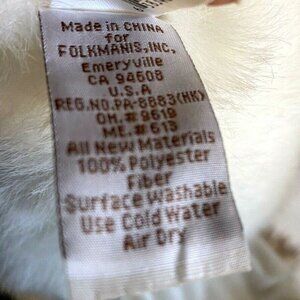 Made in CHINA
for
FOLKMANIS, INC,
Emeryville
CA 94608
U.S.A
REG.NO.PA-8883(HK)
OH.# 9619
ME.# 613
All New Materials
100% Polyester
Fiber
Surface Washable
Use Cold Water
Air Dry